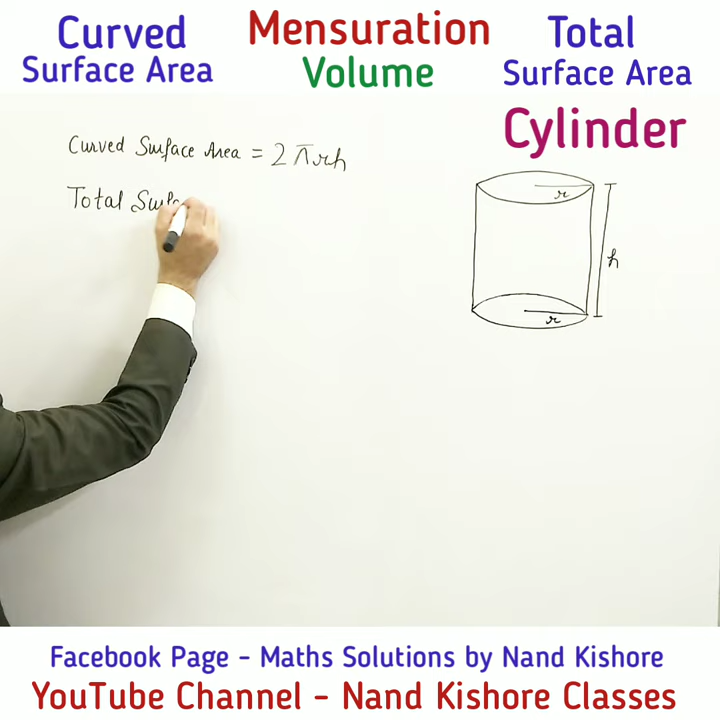 Curved
Surface Area
Mensuration
Volume
Total
Surface Area
Cylinder
Curved Surface Area = 2πrh
Total Surf
r
h
r
Facebook Page - Maths Solutions by Nand Kishore
YouTube Channel - Nand Kishore Classes